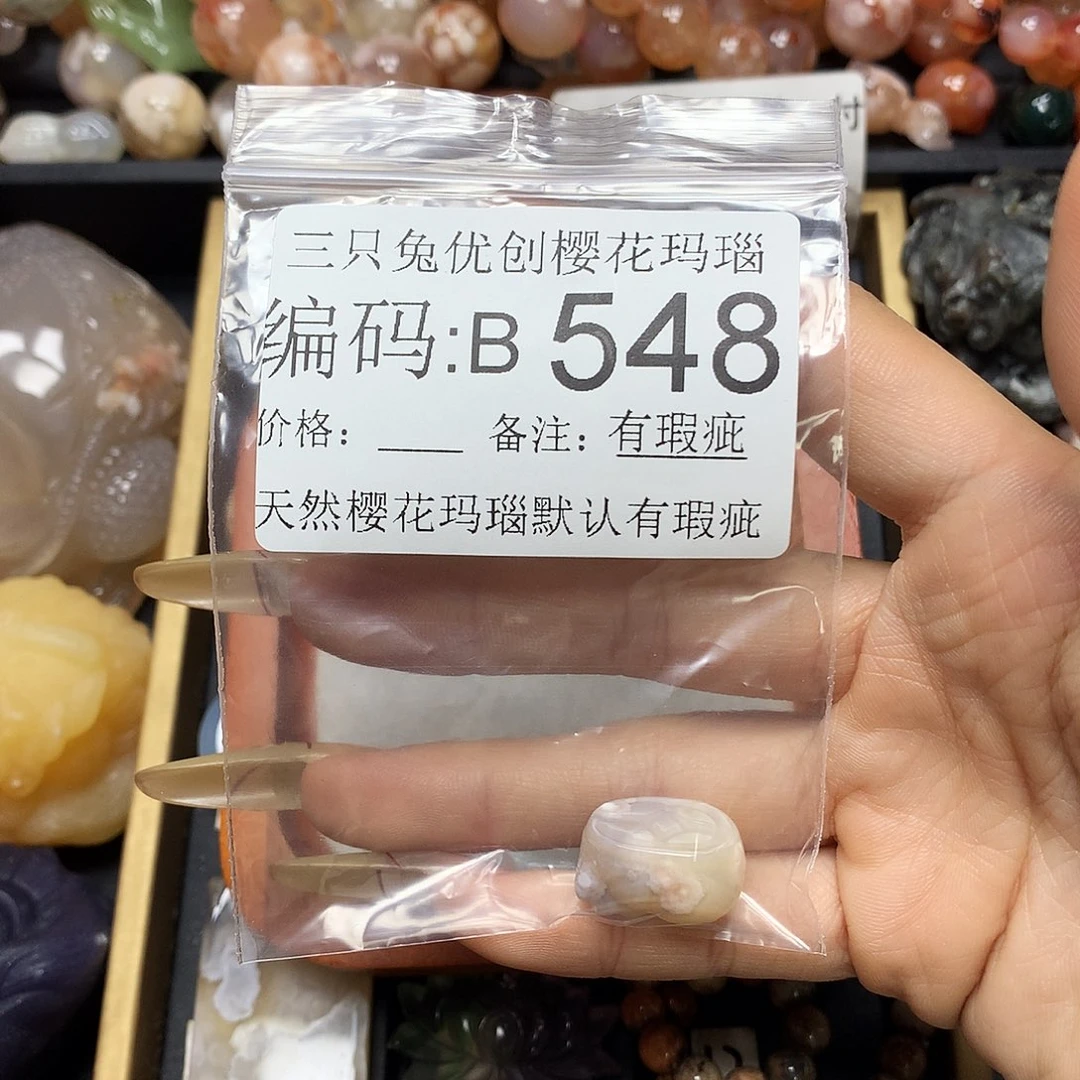 三只兔优创樱花玛瑙
编码:B 548
价格：____ 备注：有瑕疵
天然樱花玛瑙默认有瑕疵